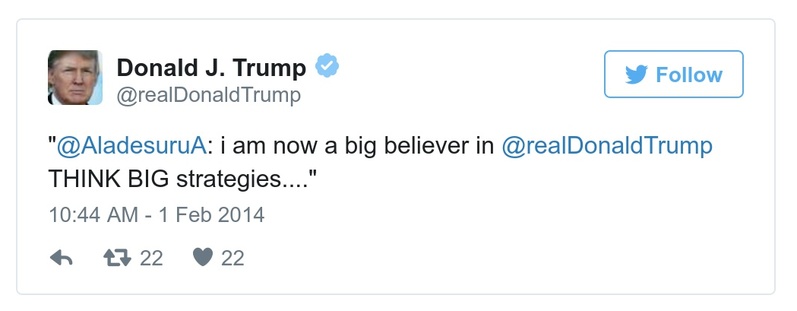 Donald J. Trump
@realDonaldTrump
Follow
"@AladesuruA: i am now a big believer in @realDonaldTrump
THINK BIG strategies...."
10:44 AM - 1 Feb 2014
22 22